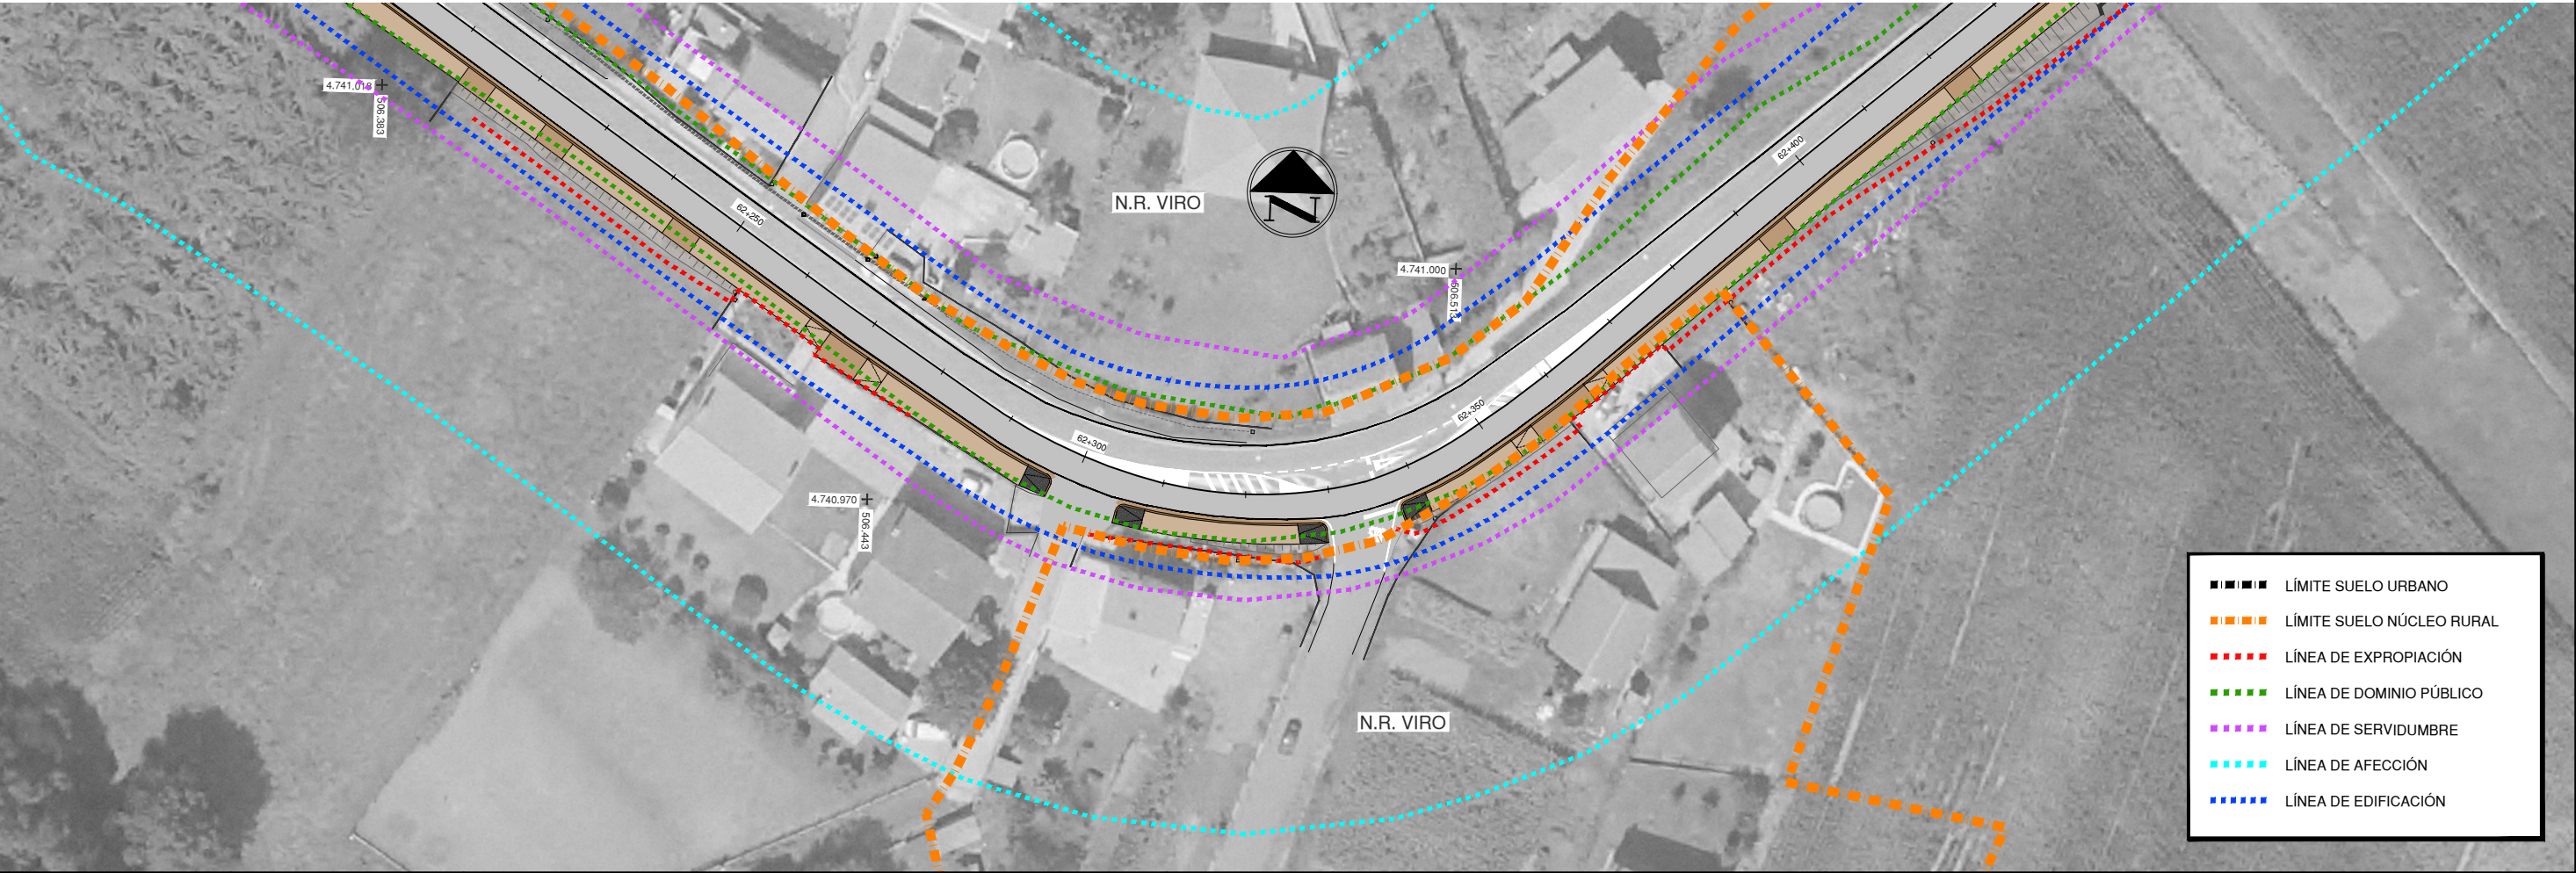 4.741.018
506.383
62+250
N.R. VIRO
N
4.741.000
506.513
62+400
62+300
62+350
4.740.970
506.443
N.R. VIRO
LÍMITE SUELO URBANO
LÍMITE SUELO NÚCLEO RURAL
LÍNEA DE EXPROPIACIÓN
LÍNEA DE DOMINIO PÚBLICO
LÍNEA DE SERVIDUMBRE
LÍNEA DE AFECCIÓN
LÍNEA DE EDIFICACIÓN